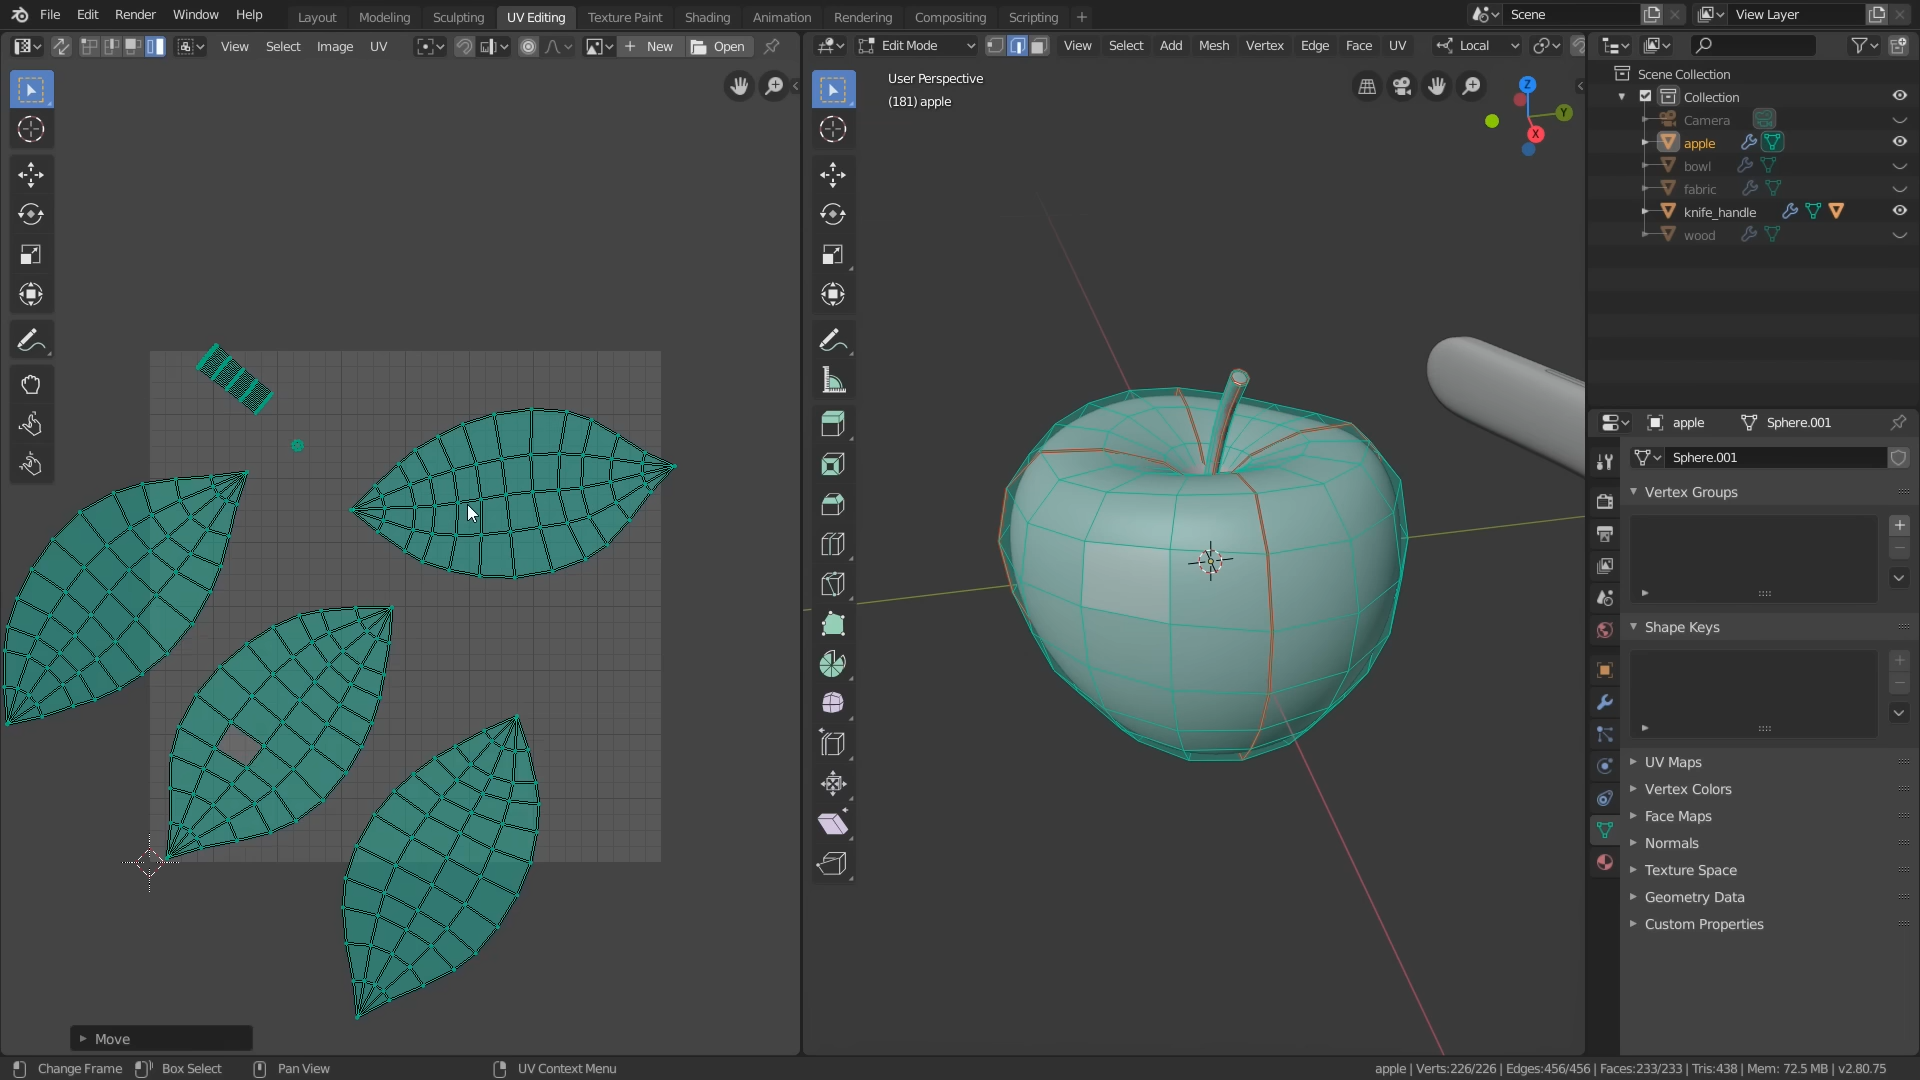 File Edit Render Window Help Layout Modeling Sculpting UV Editing Texture Paint Shading Animation Rendering Compositing Scripting + Scene View Layer
View Select Image UV New Open
Edit Mode View Select Add Mesh Vertex Edge Face UV Local
User Perspective
(181) apple
Z
Y
X
Scene Collection
Collection
Camera
apple
bowl
fabric
knife_handle
wood
apple Sphere.001
Sphere.001
Vertex Groups
Shape Keys
UV Maps
Vertex Colors
Face Maps
Normals
Texture Space
Geometry Data
Custom Properties
Move
Change Frame Box Select Pan View UV Context Menu apple | Verts:226/226 | Edges:456/456 | Faces:233/233 | Tris:438 | Mem: 72.5 MB | v2.80.75